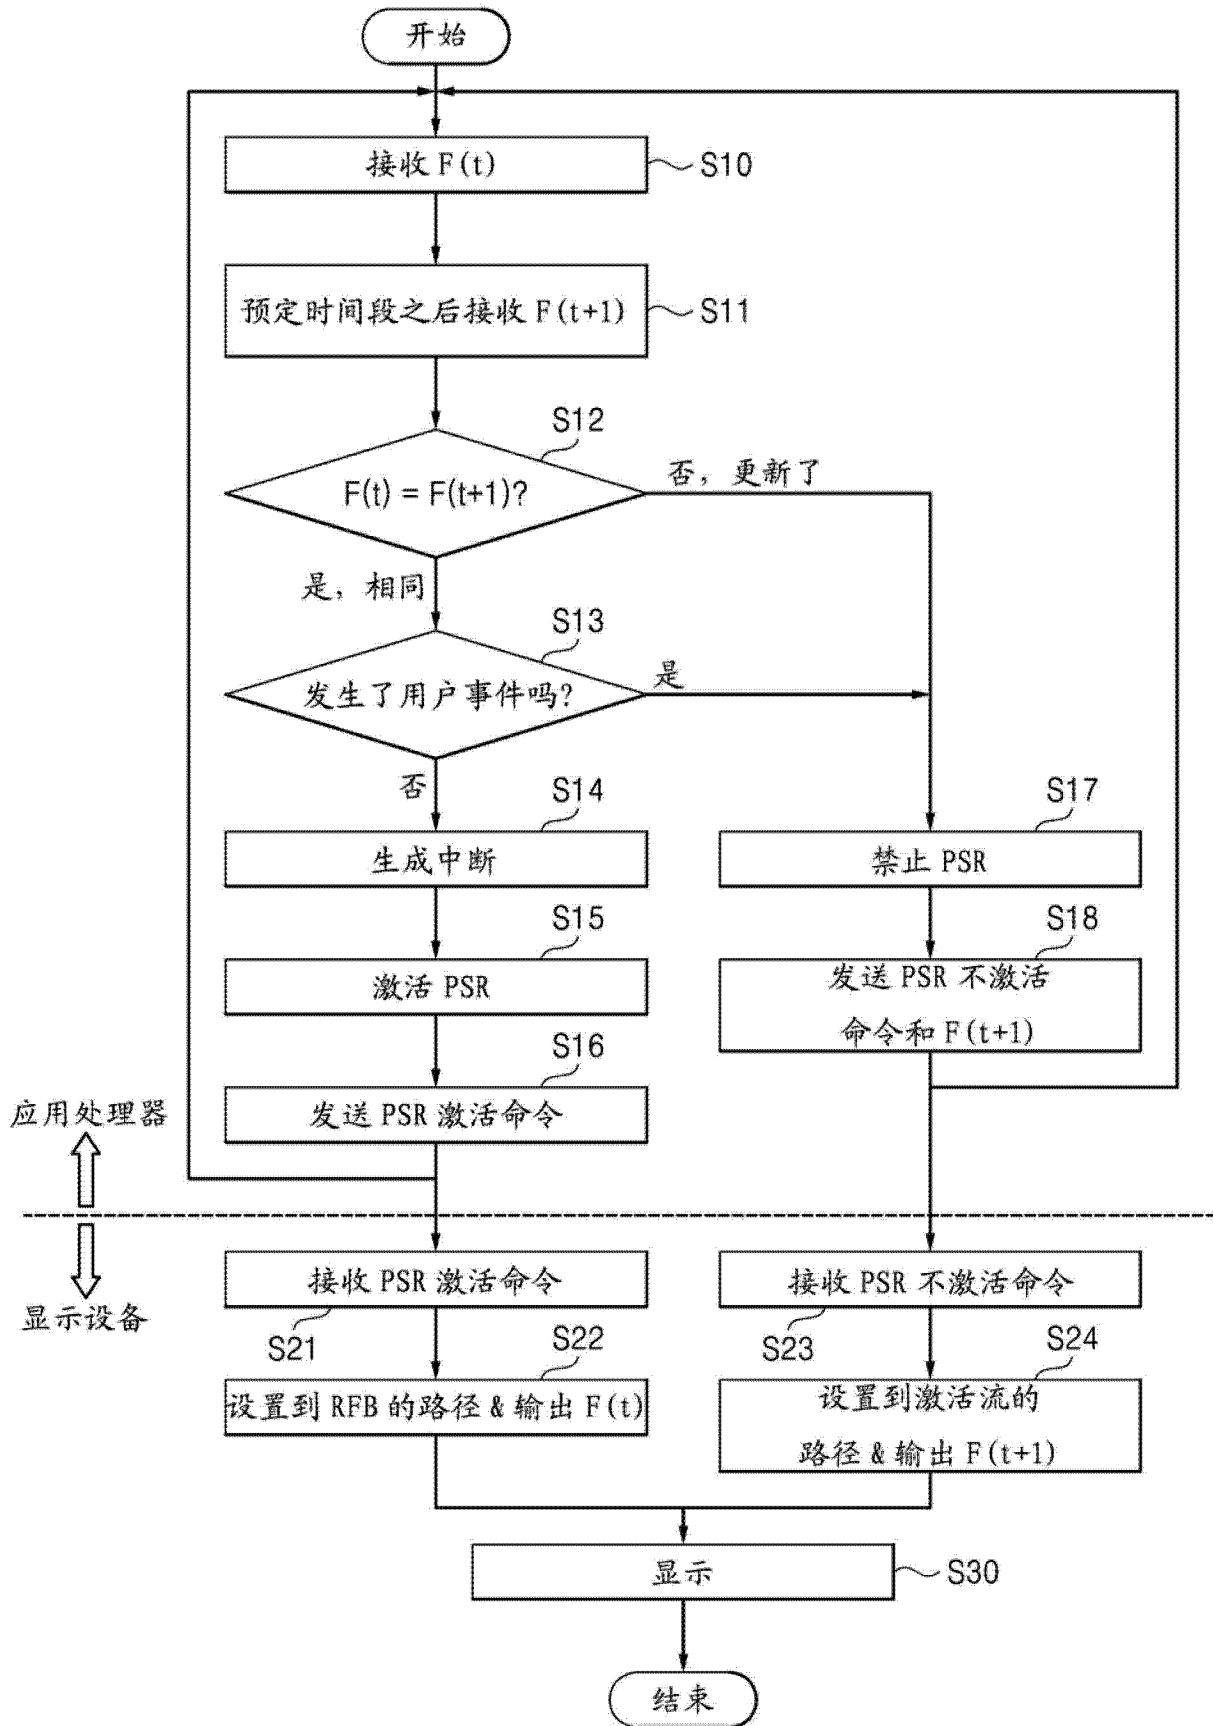 开始
接收 F(t)
S10
预定时间段之后接收 F(t+1)
S11
S12
F(t) = F(t+1)?
否，更新了
是，相同
S13
发生了用户事件吗?
是
否
S14
生成中断
S17
禁止 PSR
S15
激活 PSR
S18
发送 PSR 不激活
命令和 F(t+1)
S16
发送 PSR 激活命令
应用处理器
显示设备
接收 PSR 激活命令
S21
接收 PSR 不激活命令
S23
S22
设置到 RFB 的路径 & 输出 F(t)
S24
设置到激活流的
路径 & 输出 F(t+1)
显示
S30
结束